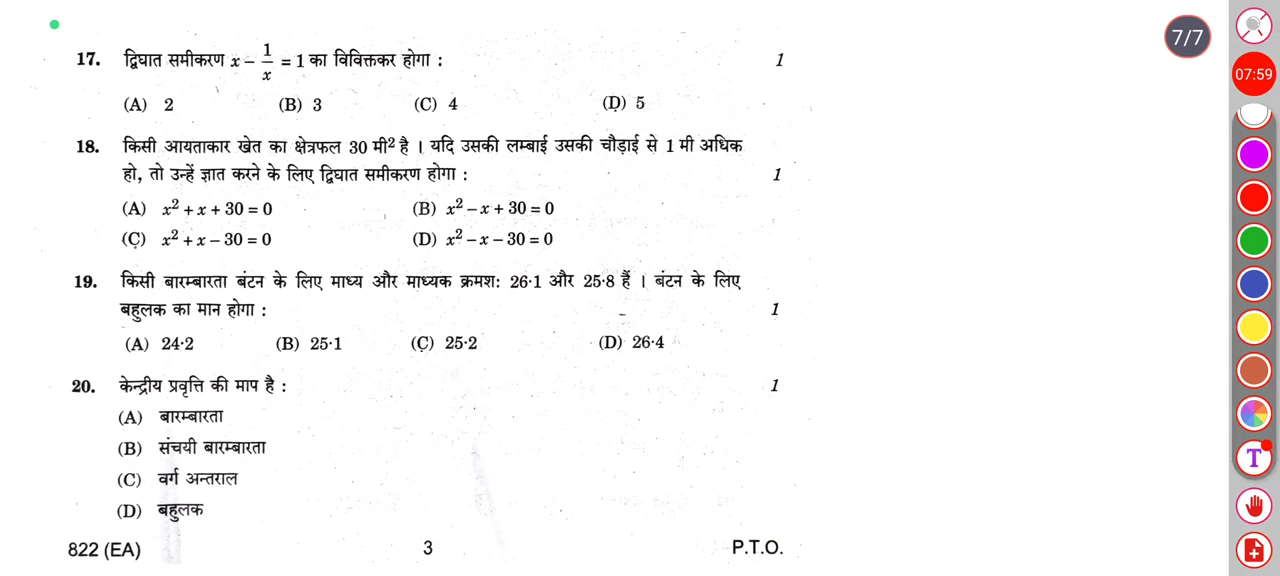 7/7
07:59
17. द्विघात समीकरण x – 1/x = 1 का विविक्तकर होगा : 1
(A) 2 (B) 3 (C) 4 (D) 5
18. किसी आयताकार खेत का क्षेत्रफल 30 मी² है । यदि उसकी लम्बाई उसकी चौड़ाई से 1 मी अधिक
हो, तो उन्हें ज्ञात करने के लिए द्विघात समीकरण होगा : 1
(A) x² + x + 30 = 0 (B) x² – x + 30 = 0
(C) x² + x – 30 = 0 (D) x² – x – 30 = 0
19. किसी बारम्बारता बंटन के लिए माध्य और माध्यक क्रमश: 26·1 और 25·8 हैं । बंटन के लिए
बहुलक का मान होगा : 1
(A) 24·2 (B) 25·1 (C) 25·2 (D) 26·4
20. केन्द्रीय प्रवृत्ति की माप है : 1
(A) बारम्बारता
(B) संचयी बारम्बारता
(C) वर्ग अन्तराल
(D) बहुलक
T
822 (EA) 3 P.T.O.